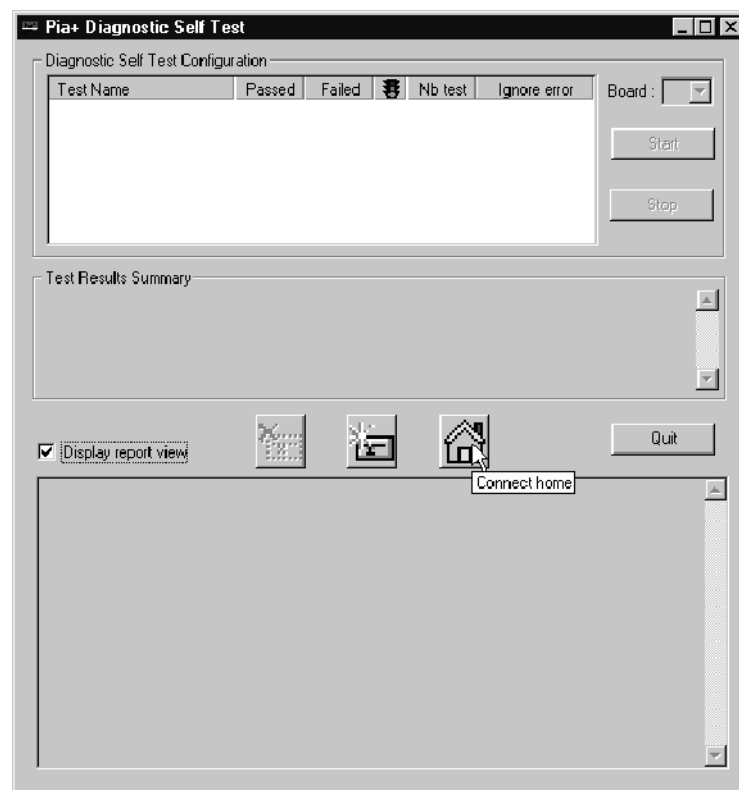 Pia+ Diagnostic Self Test
Diagnostic Self Test Configuration
Test Name Passed Failed Nb test Ignore error Board :
Start
Stop
Test Results Summary
Display report view Quit
Connect home